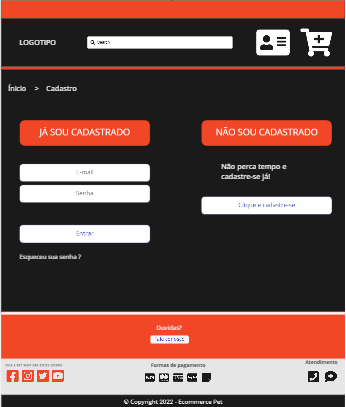 LOGOTIPO
Search
Início > Cadastro
JÁ SOU CADASTRADO
NÃO SOU CADASTRADO
E-mail
Senha
Não perca tempo e
cadastre-se já!
Clique e cadastre-se
Entrar
Esqueceu sua senha ?
Duvidas?
Fale conosco
Formas de pagamento
Atendimento
© Copyright 2022 - Ecommerce Pet